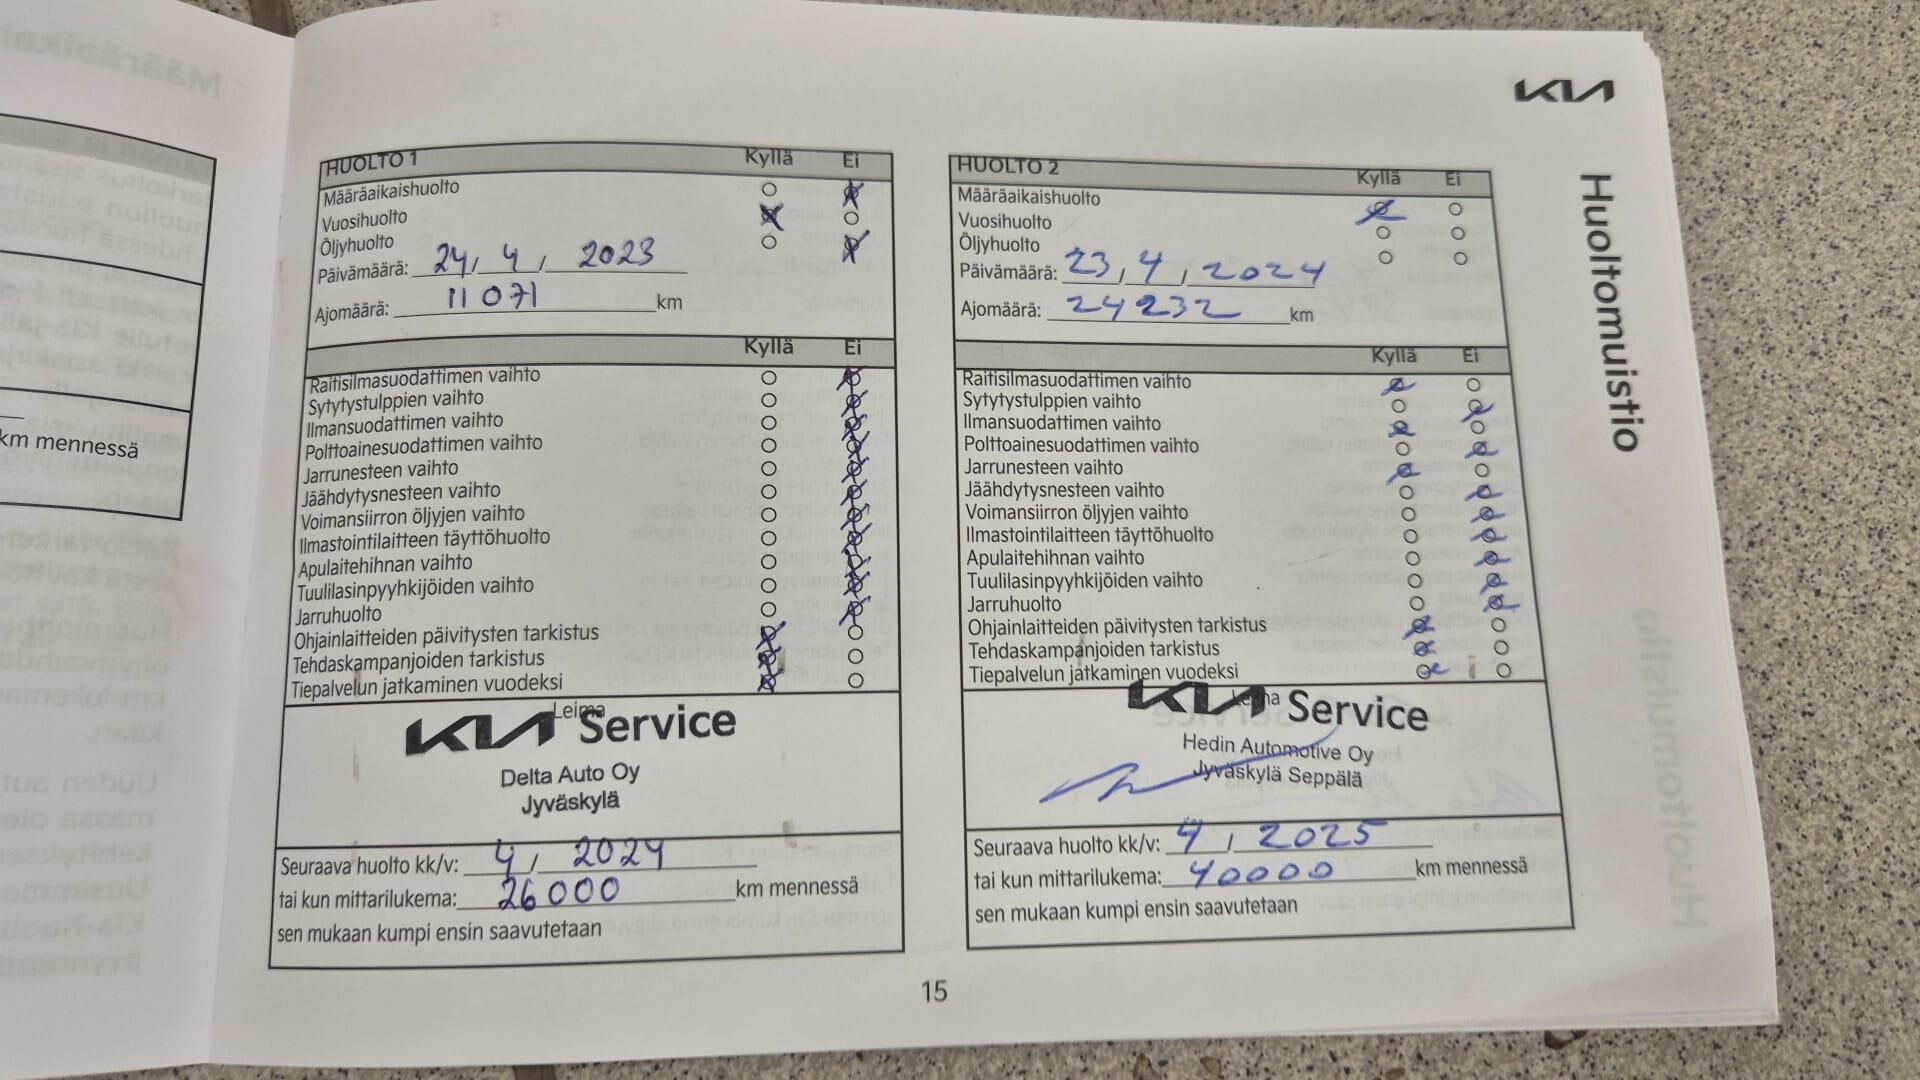 KIA
Huoltomuistio
km mennessä
HUOLTO 1 Kyllä Ei
Määräaikaishuolto
Vuosihuolto
Öljyhuolto
Päivämäärä: 24 / 4 / 2023
Ajomäärä: 11071 km
Kyllä Ei
Raitisilmasuodattimen vaihto
Sytytystulppien vaihto
Ilmansuodattimen vaihto
Polttoainesuodattimen vaihto
Jarrunesteen vaihto
Jäähdytysnesteen vaihto
Voimansiirron öljyjen vaihto
Ilmastointilaitteen täyttöhuolto
Apulaitehihnan vaihto
Tuulilasinpyyhkijöiden vaihto
Jarruhuolto
Ohjainlaitteiden päivitysten tarkistus
Tehdaskampanjoiden tarkistus
Tiepalvelun jatkaminen vuodeksi
Leima
KIA Service
Delta Auto Oy
Jyväskylä
Seuraava huolto kk/v: 4 / 2024
tai kun mittarilukema: 26000 km mennessä
sen mukaan kumpi ensin saavutetaan
HUOLTO 2 Kyllä Ei
Määräaikaishuolto
Vuosihuolto
Öljyhuolto
Päivämäärä: 23 / 4 / 2024
Ajomäärä: 24232 km
Kyllä Ei
Raitisilmasuodattimen vaihto
Sytytystulppien vaihto
Ilmansuodattimen vaihto
Polttoainesuodattimen vaihto
Jarrunesteen vaihto
Jäähdytysnesteen vaihto
Voimansiirron öljyjen vaihto
Ilmastointilaitteen täyttöhuolto
Apulaitehihnan vaihto
Tuulilasinpyyhkijöiden vaihto
Jarruhuolto
Ohjainlaitteiden päivitysten tarkistus
Tehdaskampanjoiden tarkistus
Tiepalvelun jatkaminen vuodeksi
Leima
KIA Service
Hedin Automotive Oy
Jyväskylä Seppälä
Seuraava huolto kk/v: 4 / 2025
tai kun mittarilukema: 40000 km mennessä
sen mukaan kumpi ensin saavutetaan
15